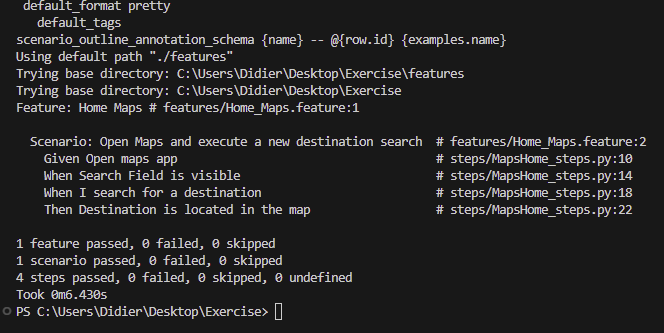 default_format pretty
default_tags
scenario_outline_annotation_schema {name} -- @{row.id} {examples.name}
Using default path "./features"
Trying base directory: C:\Users\Didier\Desktop\Exercise\features
Trying base directory: C:\Users\Didier\Desktop\Exercise
Feature: Home Maps # features/Home_Maps.feature:1
Scenario: Open Maps and execute a new destination search # features/Home_Maps.feature:2
Given Open maps app # steps/MapsHome_steps.py:10
When Search Field is visible # steps/MapsHome_steps.py:14
When I search for a destination # steps/MapsHome_steps.py:18
Then Destination is located in the map # steps/MapsHome_steps.py:22
1 feature passed, 0 failed, 0 skipped
1 scenario passed, 0 failed, 0 skipped
4 steps passed, 0 failed, 0 skipped, 0 undefined
Took 0m6.430s
PS C:\Users\Didier\Desktop\Exercise>